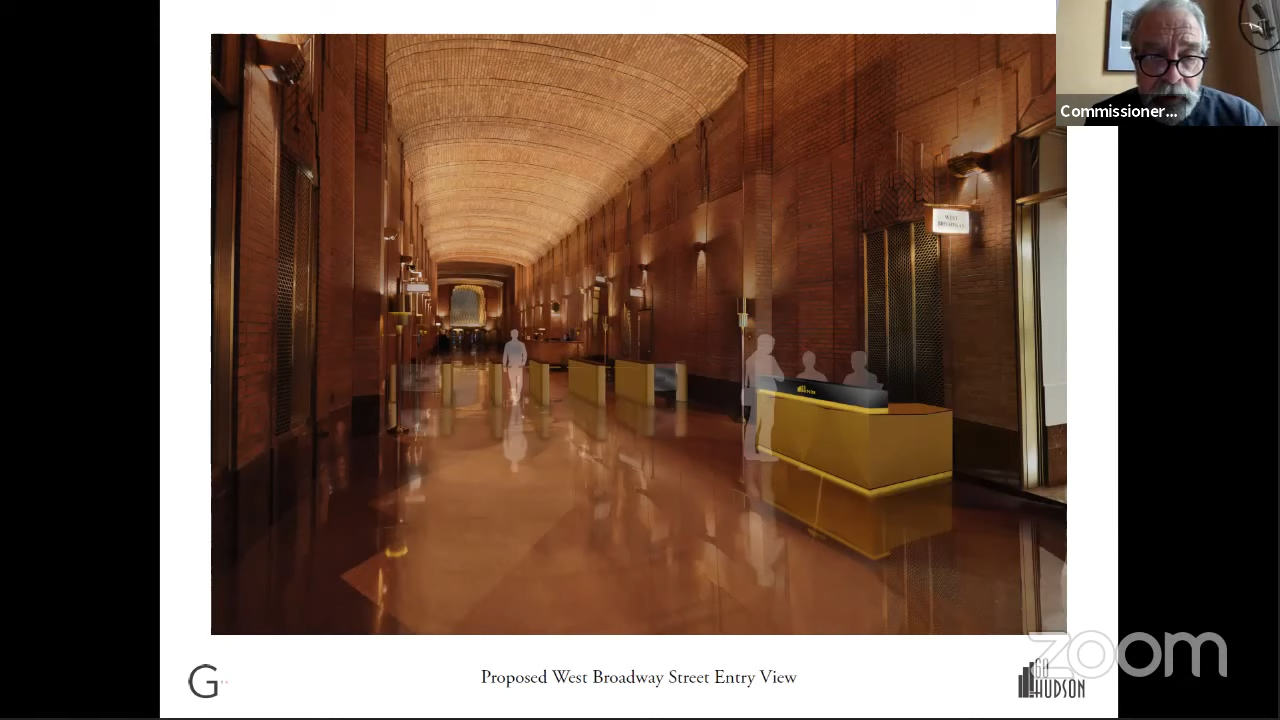 Commissioner...
WEST
BROADWAY
Proposed West Broadway Street Entry View
G
60
HUDSON
zoom